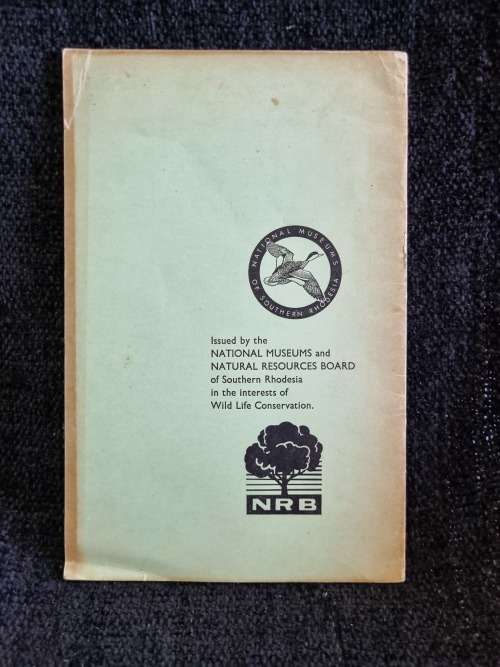 NATIONAL MUSEUMS
OF SOUTHERN RHODESIA
Issued by the
NATIONAL MUSEUMS and
NATURAL RESOURCES BOARD
of Southern Rhodesia
in the interests of
Wild Life Conservation.
NRB